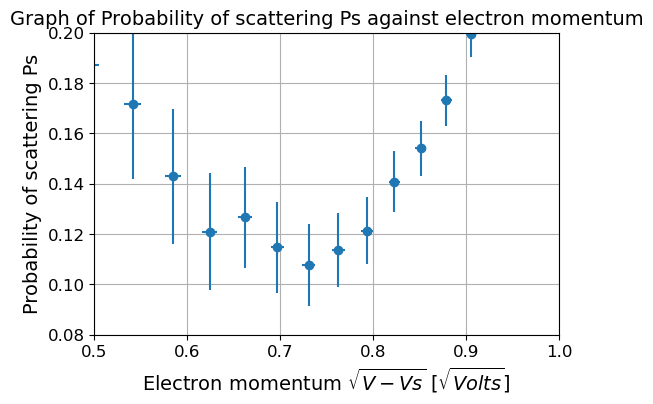 Graph of Probability of scattering Ps against electron momentum
Probability of scattering Ps
0.20
0.18
0.16
0.14
0.12
0.10
0.08
0.5 0.6 0.7 0.8 0.9 1.0
Electron momentum √V − Vs [√Volts]